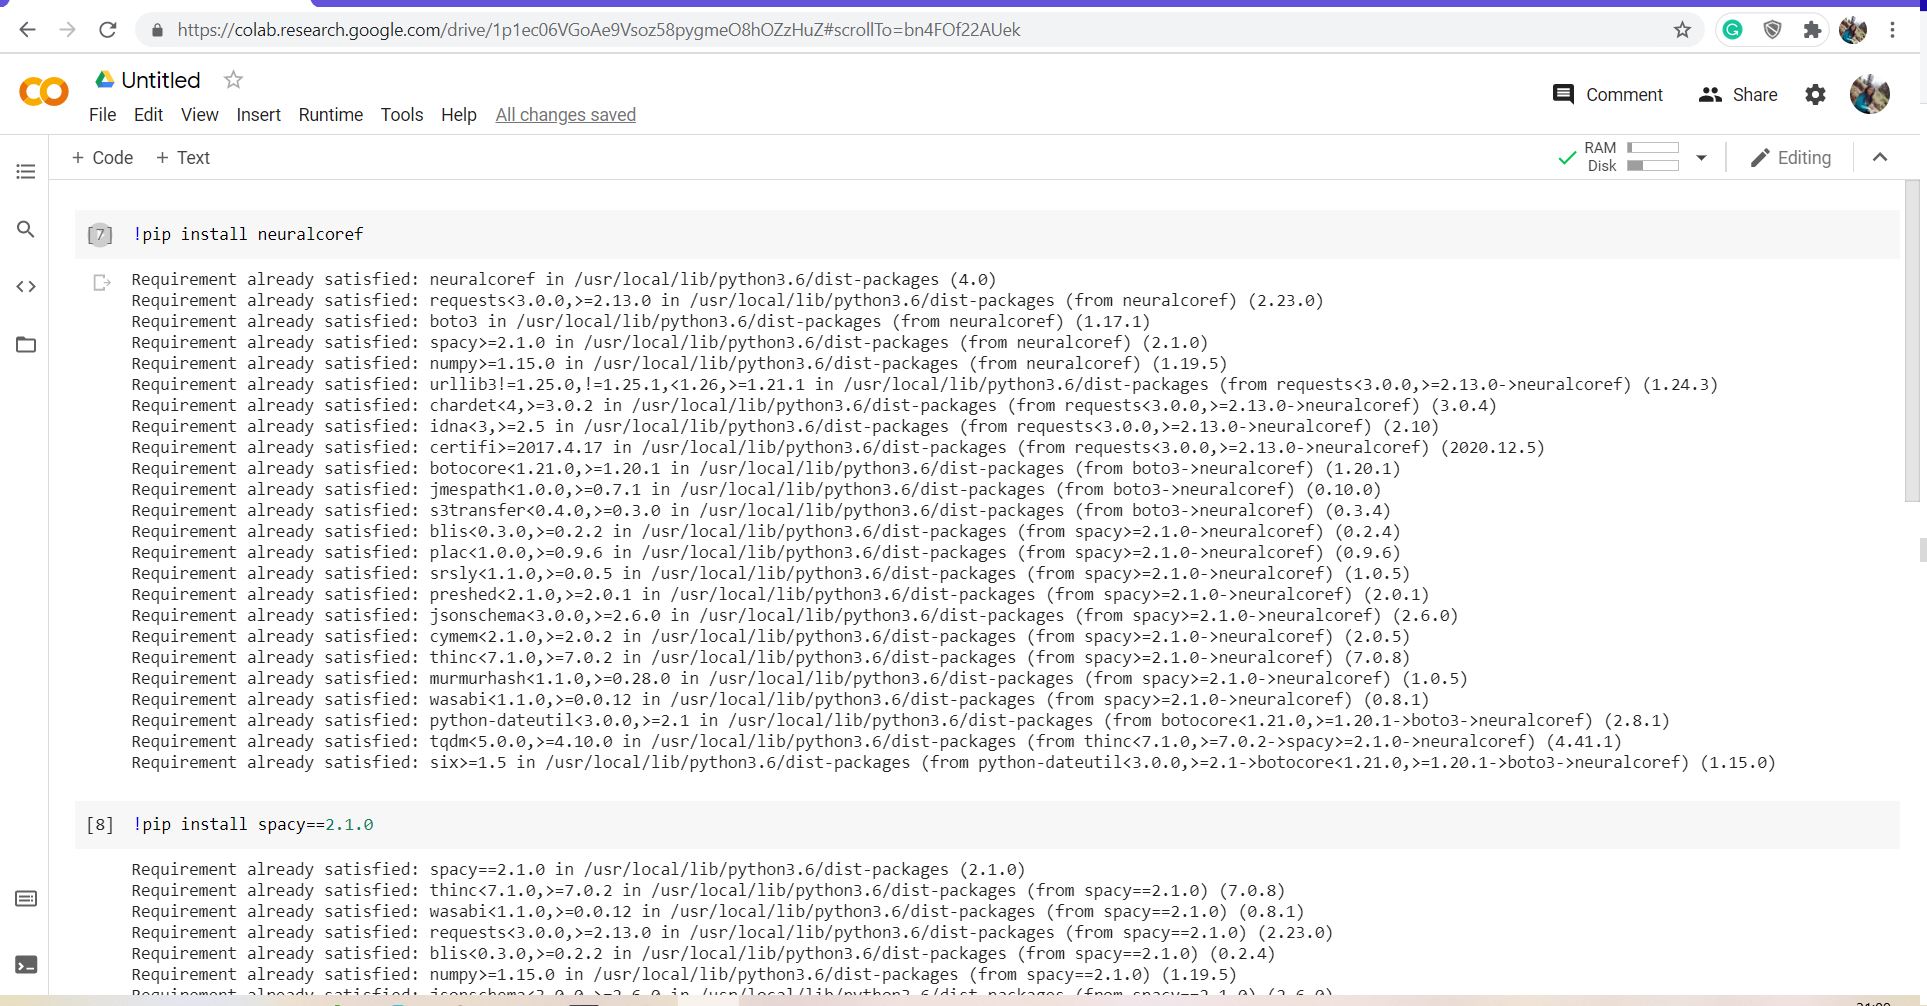 https://colab.research.google.com/drive/1p1ec06VGoAe9Vsoz58pygmeO8hOZzHuZ#scrollTo=bn4FOf22AUek
Untitled
File Edit View Insert Runtime Tools Help All changes saved
Comment Share
+ Code + Text
RAM
Disk
Editing
[7] !pip install neuralcoref
Requirement already satisfied: neuralcoref in /usr/local/lib/python3.6/dist-packages (4.0)
Requirement already satisfied: requests<3.0.0,>=2.13.0 in /usr/local/lib/python3.6/dist-packages (from neuralcoref) (2.23.0)
Requirement already satisfied: boto3 in /usr/local/lib/python3.6/dist-packages (from neuralcoref) (1.17.1)
Requirement already satisfied: spacy>=2.1.0 in /usr/local/lib/python3.6/dist-packages (from neuralcoref) (2.1.0)
Requirement already satisfied: numpy>=1.15.0 in /usr/local/lib/python3.6/dist-packages (from neuralcoref) (1.19.5)
Requirement already satisfied: urllib3!=1.25.0,!=1.25.1,<1.26,>=1.21.1 in /usr/local/lib/python3.6/dist-packages (from requests<3.0.0,>=2.13.0->neuralcoref) (1.24.3)
Requirement already satisfied: chardet<4,>=3.0.2 in /usr/local/lib/python3.6/dist-packages (from requests<3.0.0,>=2.13.0->neuralcoref) (3.0.4)
Requirement already satisfied: idna<3,>=2.5 in /usr/local/lib/python3.6/dist-packages (from requests<3.0.0,>=2.13.0->neuralcoref) (2.10)
Requirement already satisfied: certifi>=2017.4.17 in /usr/local/lib/python3.6/dist-packages (from requests<3.0.0,>=2.13.0->neuralcoref) (2020.12.5)
Requirement already satisfied: botocore<1.21.0,>=1.20.1 in /usr/local/lib/python3.6/dist-packages (from boto3->neuralcoref) (1.20.1)
Requirement already satisfied: jmespath<1.0.0,>=0.7.1 in /usr/local/lib/python3.6/dist-packages (from boto3->neuralcoref) (0.10.0)
Requirement already satisfied: s3transfer<0.4.0,>=0.3.0 in /usr/local/lib/python3.6/dist-packages (from boto3->neuralcoref) (0.3.4)
Requirement already satisfied: blis<0.3.0,>=0.2.2 in /usr/local/lib/python3.6/dist-packages (from spacy>=2.1.0->neuralcoref) (0.2.4)
Requirement already satisfied: plac<1.0.0,>=0.9.6 in /usr/local/lib/python3.6/dist-packages (from spacy>=2.1.0->neuralcoref) (0.9.6)
Requirement already satisfied: srsly<1.1.0,>=0.0.5 in /usr/local/lib/python3.6/dist-packages (from spacy>=2.1.0->neuralcoref) (1.0.5)
Requirement already satisfied: preshed<2.1.0,>=2.0.1 in /usr/local/lib/python3.6/dist-packages (from spacy>=2.1.0->neuralcoref) (2.0.1)
Requirement already satisfied: jsonschema<3.0.0,>=2.6.0 in /usr/local/lib/python3.6/dist-packages (from spacy>=2.1.0->neuralcoref) (2.6.0)
Requirement already satisfied: cymem<2.1.0,>=2.0.2 in /usr/local/lib/python3.6/dist-packages (from spacy>=2.1.0->neuralcoref) (2.0.5)
Requirement already satisfied: thinc<7.1.0,>=7.0.2 in /usr/local/lib/python3.6/dist-packages (from spacy>=2.1.0->neuralcoref) (7.0.8)
Requirement already satisfied: murmurhash<1.1.0,>=0.28.0 in /usr/local/lib/python3.6/dist-packages (from spacy>=2.1.0->neuralcoref) (1.0.5)
Requirement already satisfied: wasabi<1.1.0,>=0.0.12 in /usr/local/lib/python3.6/dist-packages (from spacy>=2.1.0->neuralcoref) (0.8.1)
Requirement already satisfied: python-dateutil<3.0.0,>=2.1 in /usr/local/lib/python3.6/dist-packages (from botocore<1.21.0,>=1.20.1->boto3->neuralcoref) (2.8.1)
Requirement already satisfied: tqdm<5.0.0,>=4.10.0 in /usr/local/lib/python3.6/dist-packages (from thinc<7.1.0,>=7.0.2->spacy>=2.1.0->neuralcoref) (4.41.1)
Requirement already satisfied: six>=1.5 in /usr/local/lib/python3.6/dist-packages (from python-dateutil<3.0.0,>=2.1->botocore<1.21.0,>=1.20.1->boto3->neuralcoref) (1.15.0)
[8] !pip install spacy==2.1.0
Requirement already satisfied: spacy==2.1.0 in /usr/local/lib/python3.6/dist-packages (2.1.0)
Requirement already satisfied: thinc<7.1.0,>=7.0.2 in /usr/local/lib/python3.6/dist-packages (from spacy==2.1.0) (7.0.8)
Requirement already satisfied: wasabi<1.1.0,>=0.0.12 in /usr/local/lib/python3.6/dist-packages (from spacy==2.1.0) (0.8.1)
Requirement already satisfied: requests<3.0.0,>=2.13.0 in /usr/local/lib/python3.6/dist-packages (from spacy==2.1.0) (2.23.0)
Requirement already satisfied: blis<0.3.0,>=0.2.2 in /usr/local/lib/python3.6/dist-packages (from spacy==2.1.0) (0.2.4)
Requirement already satisfied: numpy>=1.15.0 in /usr/local/lib/python3.6/dist-packages (from spacy==2.1.0) (1.19.5)